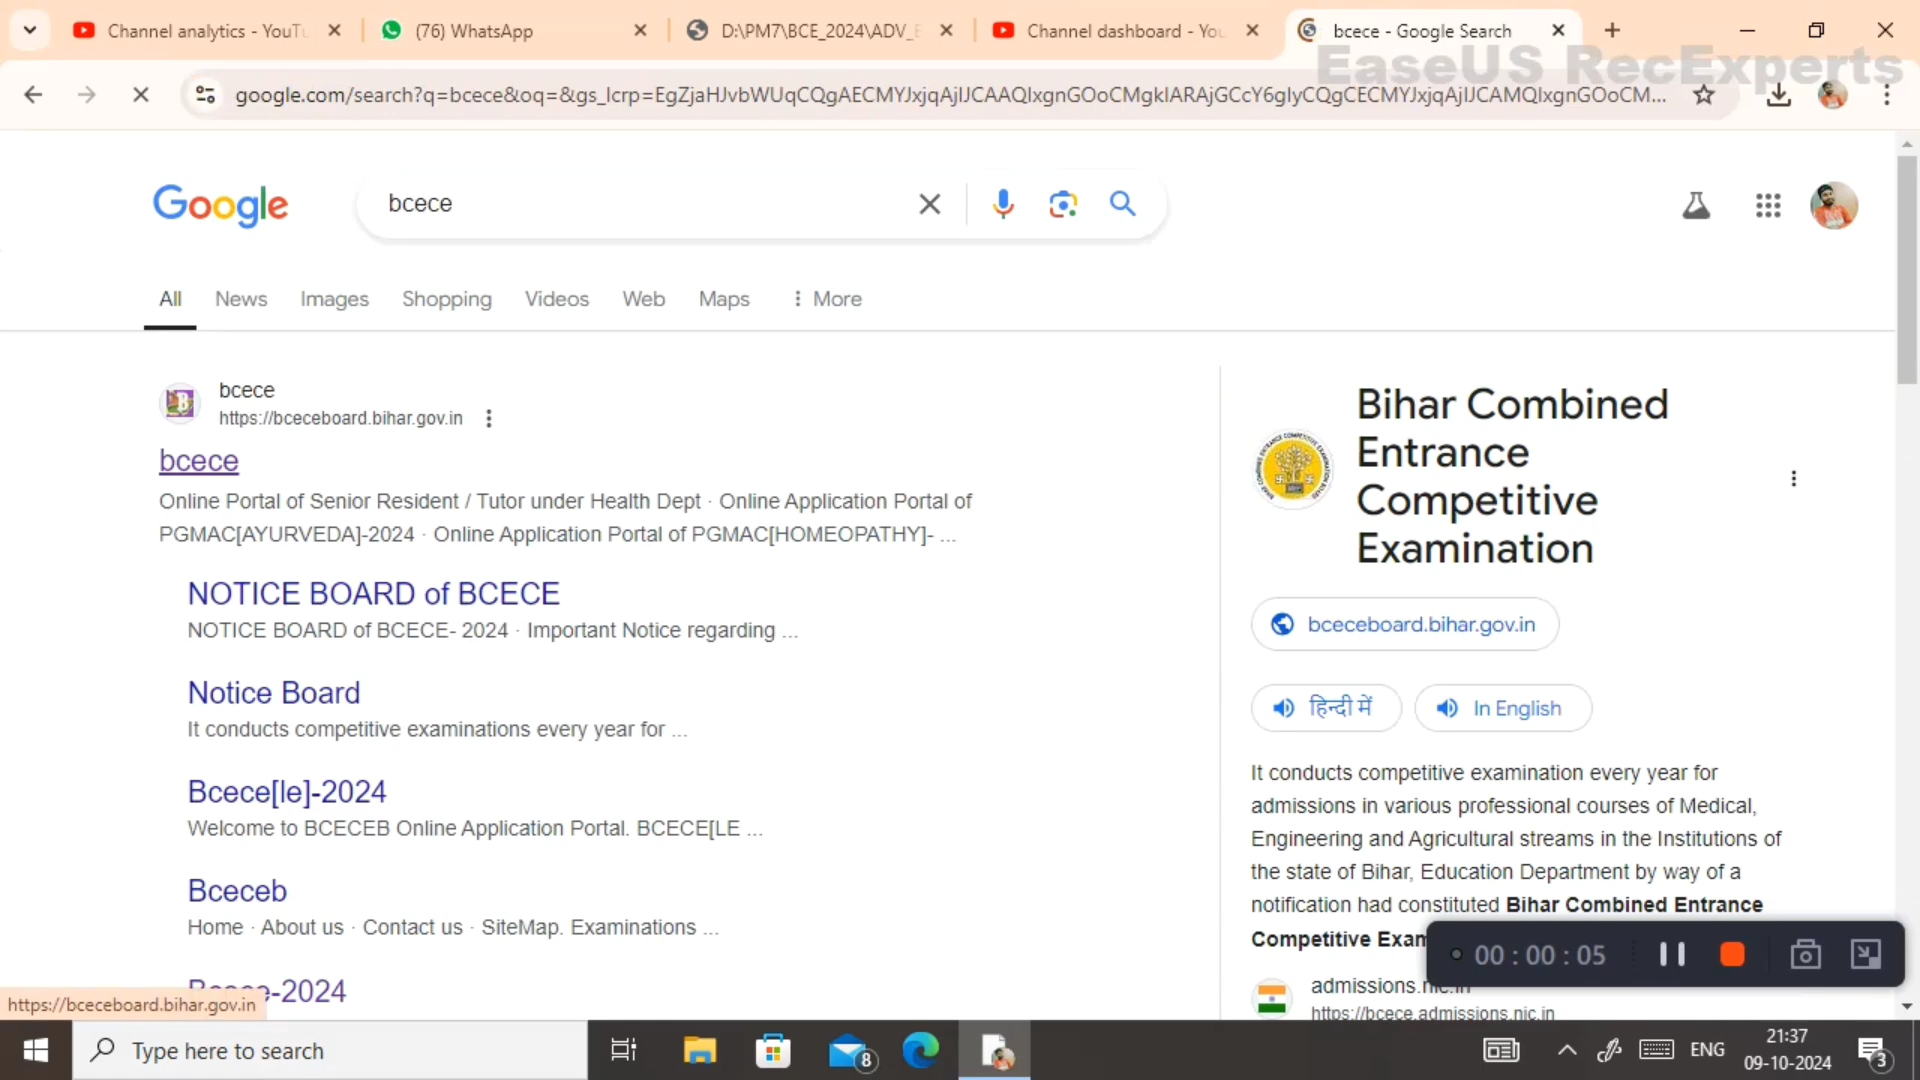 Channel analytics - YouTu
(76) WhatsApp
D:\PM7\BCE_2024\ADV_B
Channel dashboard - You
bcece - Google Search
EaseUS RecExperts
google.com/search?q=bcece&oq=&gs_lcrp=EgZjaHJvbWUqCQgAECMYJxjqAjIJCAAQIxgnGOoCMgkIARAjGCcY6gIyCQgCECMYJxjqAjIJCAMQIxgnGOoCM...
Google
bcece
All
News
Images
Shopping
Videos
Web
Maps
More
bcece
https://bceceboard.bihar.gov.in
bcece
Online Portal of Senior Resident / Tutor under Health Dept · Online Application Portal of
PGMAC[AYURVEDA]-2024 · Online Application Portal of PGMAC[HOMEOPATHY]- ...
NOTICE BOARD of BCECE
NOTICE BOARD of BCECE- 2024 · Important Notice regarding ...
Notice Board
It conducts competitive examinations every year for ...
Bcece[le]-2024
Welcome to BCECEB Online Application Portal. BCECE[LE ...
Bceceb
Home · About us · Contact us · SiteMap. Examinations ...
Bcece-2024
https://bceceboard.bihar.gov.in
Bihar Combined
Entrance
Competitive
Examination
bceceboard.bihar.gov.in
हिन्दी में
In English
It conducts competitive examination every year for
admissions in various professional courses of Medical,
Engineering and Agricultural streams in the Institutions of
the state of Bihar, Education Department by way of a
notification had constituted Bihar Combined Entrance
Competitive Exam
00 : 00 : 05
admissions.nic.in
https://bcece.admissions.nic.in
Type here to search
8
ENG
21:37
09-10-2024
3